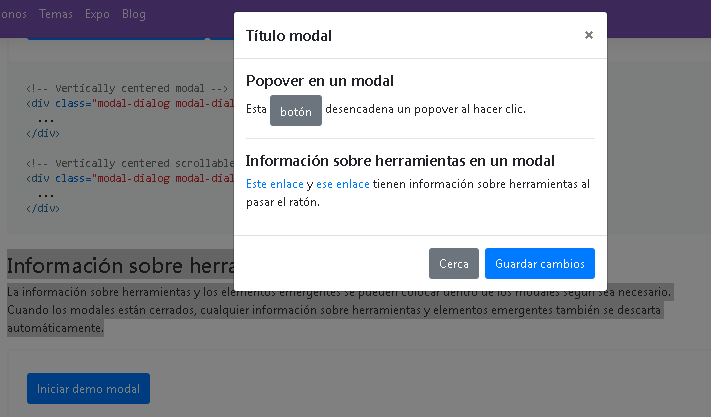 onos Temas Expo Blog
Título modal ×
Popover en un modal
Esta botón desencadena un popover al hacer clic.
Información sobre herramientas en un modal
Este enlace y ese enlace tienen información sobre herramientas al
pasar el ratón.
Cerca Guardar cambios
<!-- Vertically centered modal -->
<div class="modal-dialog modal-dial
...
</div>
<!-- Vertically centered scrollable
<div class="modal-dialog modal-dial
...
</div>
Información sobre herra
La información sobre herramientas y los elementos emergentes se pueden colocar dentro de los modales según sea necesario.
Cuando los modales están cerrados, cualquier información sobre herramientas y elementos emergentes también se descarta
automáticamente.
Iniciar demo modal